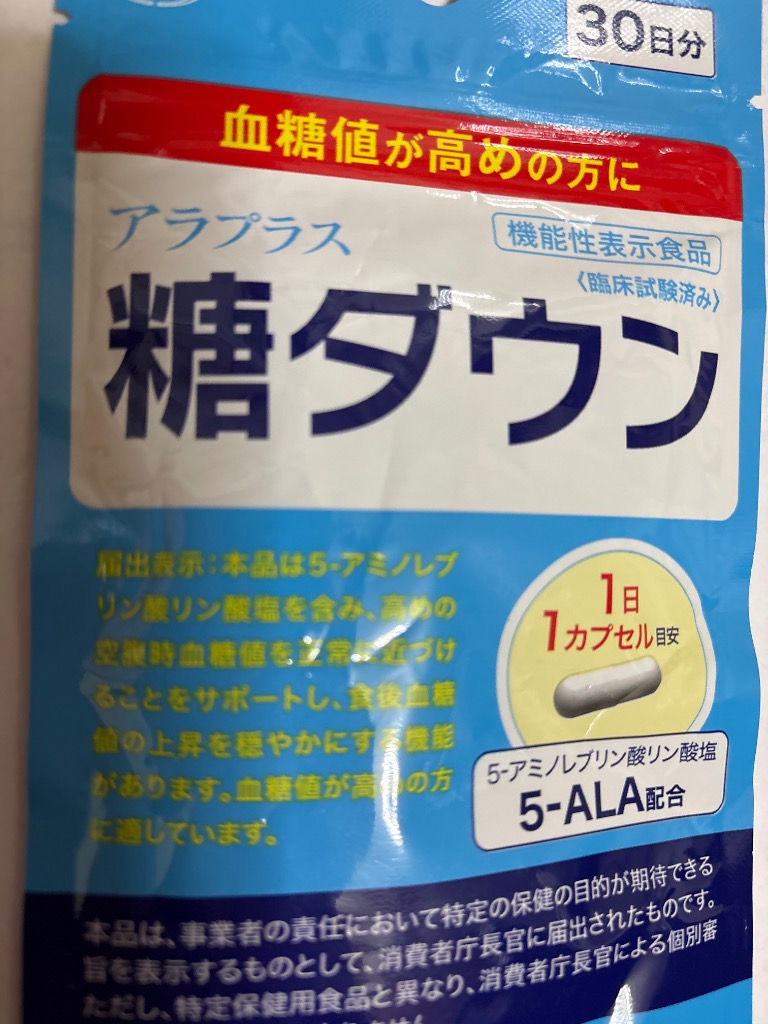 30日分
血糖値が高めの方に
アラプラス
機能性表示食品
〈臨床試験済み〉
糖ダウン
届出表示:本品は5-アミノレブ
リン酸リン酸塩を含み、高めの
空腹時血糖値を正常に近づけ
ることをサポートし、食後血糖
値の上昇を穏やかにする機能
があります。血糖値が高めの方
に適しています。
1日
1カプセル目安
5-アミノレブリン酸リン酸塩
5-ALA配合
本品は、事業者の責任において特定の保健の目的が期待できる
旨を表示するものとして、消費者庁長官に届出されたものです。
ただし、特定保健用食品と異なり、消費者庁長官による個別審